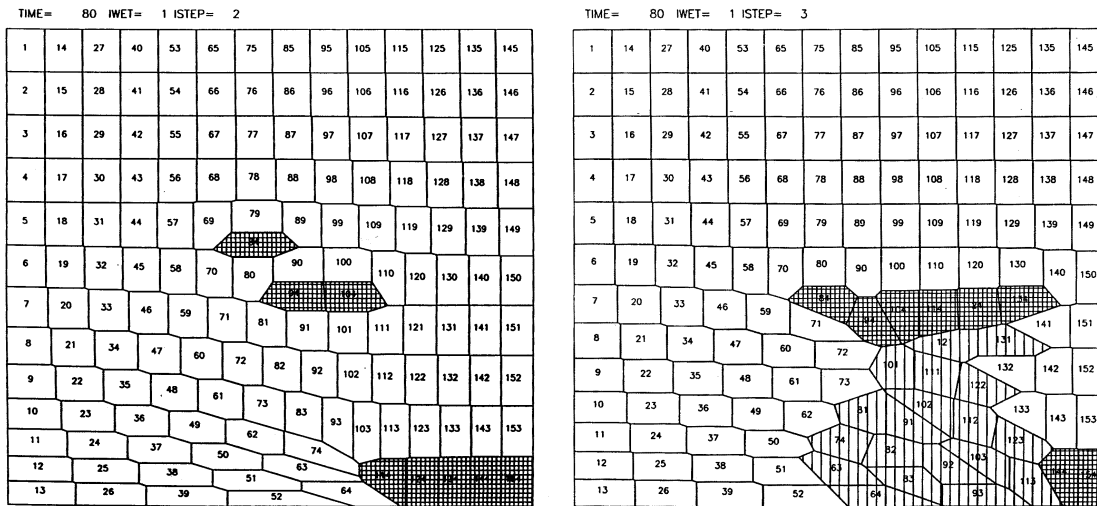 TIME= 80 IWET= 1 ISTEP= 2
1 14 27 40 53 65 75 85 95 105 115 125 135 145
2 15 28 41 54 66 76 86 96 106 116 126 136 146
3 16 29 42 55 67 77 87 97 107 117 127 137 147
4 17 30 43 56 68 78 88 98 108 118 128 138 148
5 18 31 44 57 69 79 89 99 109 119 129 139 149
6 19 32 45 58 70 80 90 100 110 120 130 140 150
7 20 33 46 59 71 81 91 101 111 121 131 141 151
8 21 34 47 60 72 82 92 102 112 122 132 142 152
9 22 35 48 61 73 83 93 103 113 123 133 143 153
10 23 36 49 62 74
11 24 37 50 63
12 25 38 51 64
13 26 39 52
TIME= 80 IWET= 1 ISTEP= 3
1 14 27 40 53 65 75 85 95 105 115 125 135 145
2 15 28 41 54 66 76 86 96 106 116 126 136 146
3 16 29 42 55 67 77 87 97 107 117 127 137 147
4 17 30 43 56 68 78 88 98 108 118 128 138 148
5 18 31 44 57 69 79 89 99 109 119 129 139 149
6 19 32 45 58 70 80 90 100 110 120 130 140 150
7 20 33 46 59 71 121 131 141 151
8 21 34 47 60 72 101 111 132 142 152
9 22 35 48 61 73 122
10 23 36 49 62 81 91 102 112 133 143 153
11 24 37 50 74 82 103 123
12 25 38 51 63 83 92 113
13 26 39 52 64 93